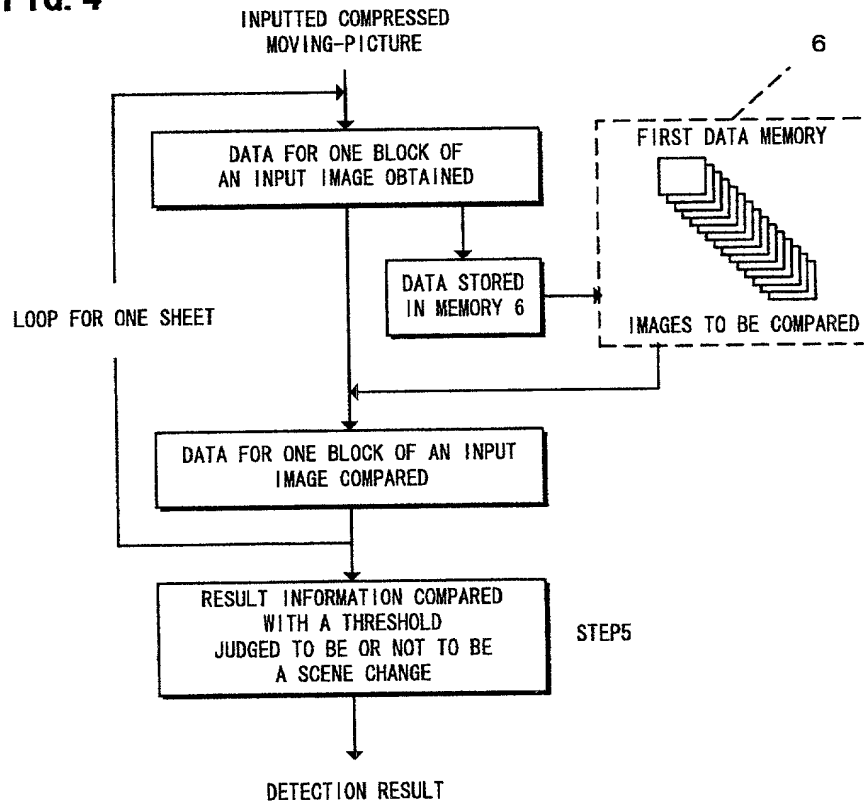 FIG. 4
INPUTTED COMPRESSED
MOVING-PICTURE
6
DATA FOR ONE BLOCK OF
AN INPUT IMAGE OBTAINED
FIRST DATA MEMORY
DATA STORED
IN MEMORY 6
LOOP FOR ONE SHEET
IMAGES TO BE COMPARED
DATA FOR ONE BLOCK OF AN INPUT
IMAGE COMPARED
RESULT INFORMATION COMPARED
WITH A THRESHOLD
JUDGED TO BE OR NOT TO BE
A SCENE CHANGE
STEP5
DETECTION RESULT